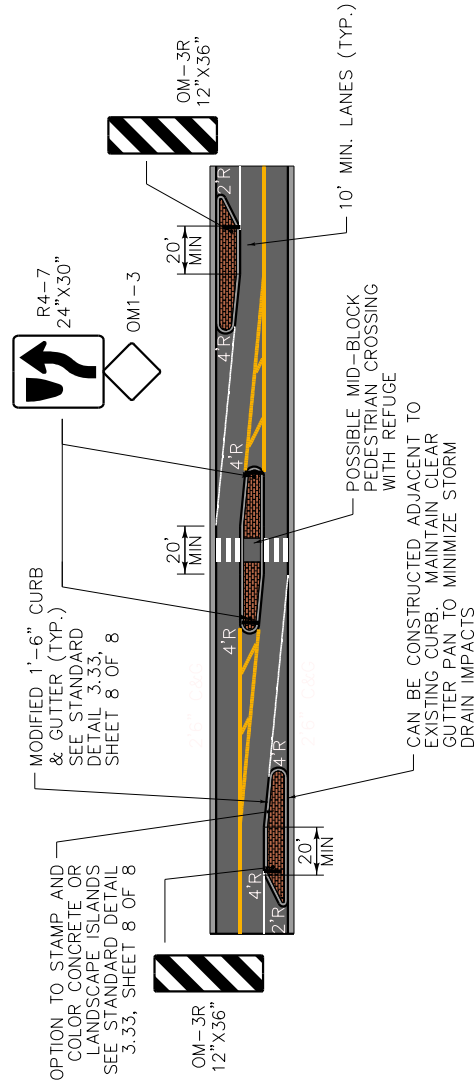 OPTION TO STAMP AND
COLOR CONCRETE OR
LANDSCAPE ISLANDS
SEE STANDARD DETAIL
3.33, SHEET 8 OF 8
MODIFIED 1'-6" CURB
& GUTTER (TYP.)
SEE STANDARD
DETAIL 3.33,
SHEET 8 OF 8
R4-7
24"X30"
OM1-3
OM-3R
12"X36"
OM-3R
12"X36"
20'
MIN
20'
MIN
20'
MIN
4'R
2'R
4'R
4'R
4'R
4'R
2'R
2'6" C&G
2'6" C&G
10' MIN. LANES (TYP.)
POSSIBLE MID-BLOCK
PEDESTRIAN CROSSING
WITH REFUGE
CAN BE CONSTRUCTED ADJACENT TO
EXISTING CURB. MAINTAIN CLEAR
GUTTER PAN TO MINIMIZE STORM
DRAIN IMPACTS